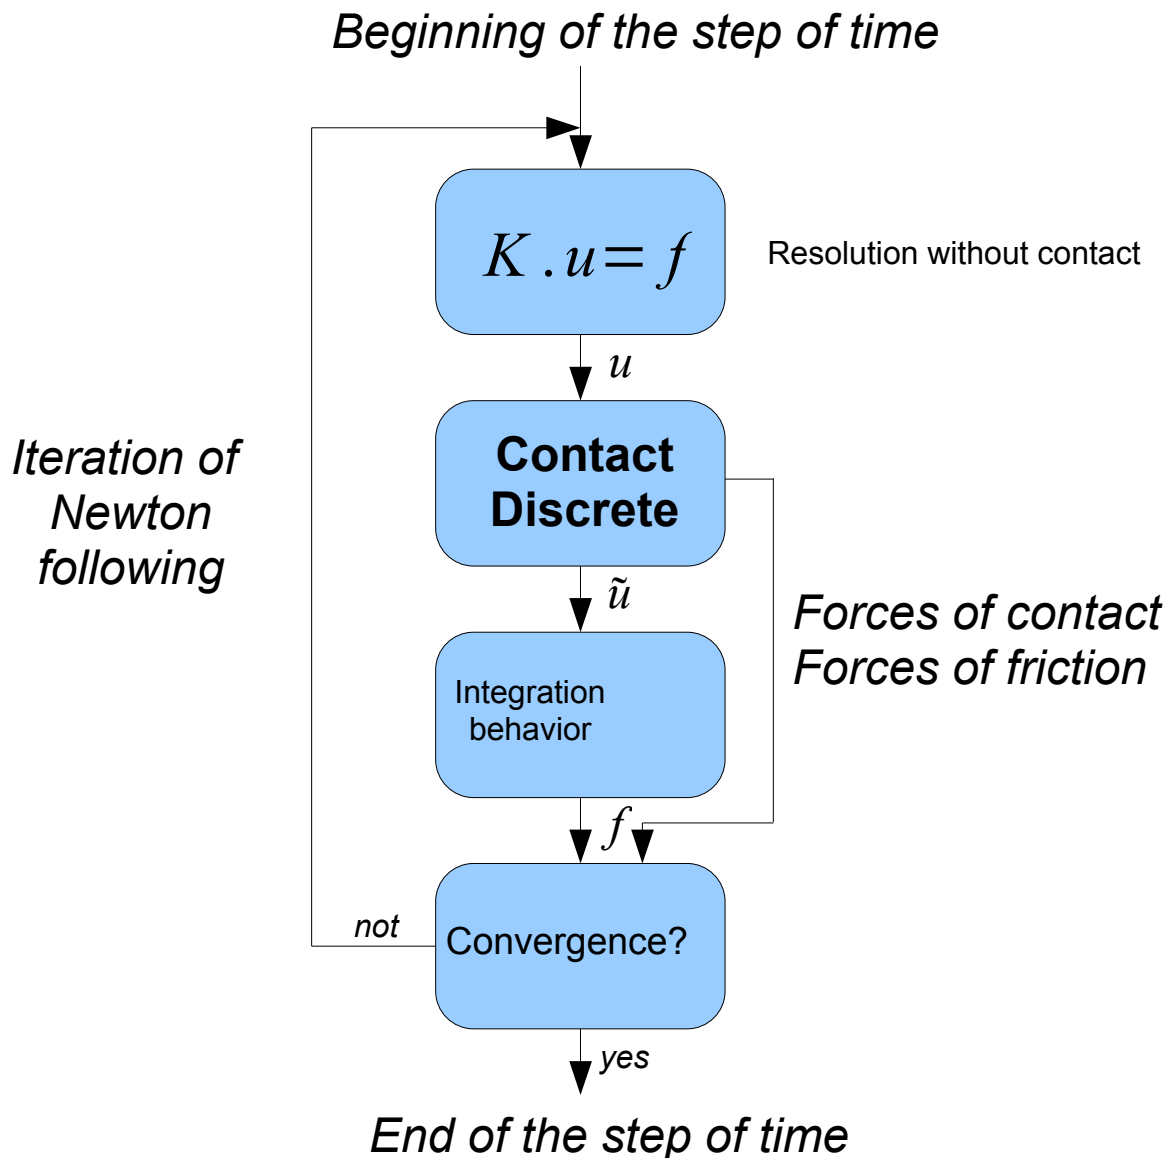 Beginning of the step of time
K . u = f
Resolution without contact
u
Contact
Discrete
Iteration of
Newton
following
ũ
Forces of contact
Forces of friction
Integration
behavior
f
not
Convergence?
yes
End of the step of time